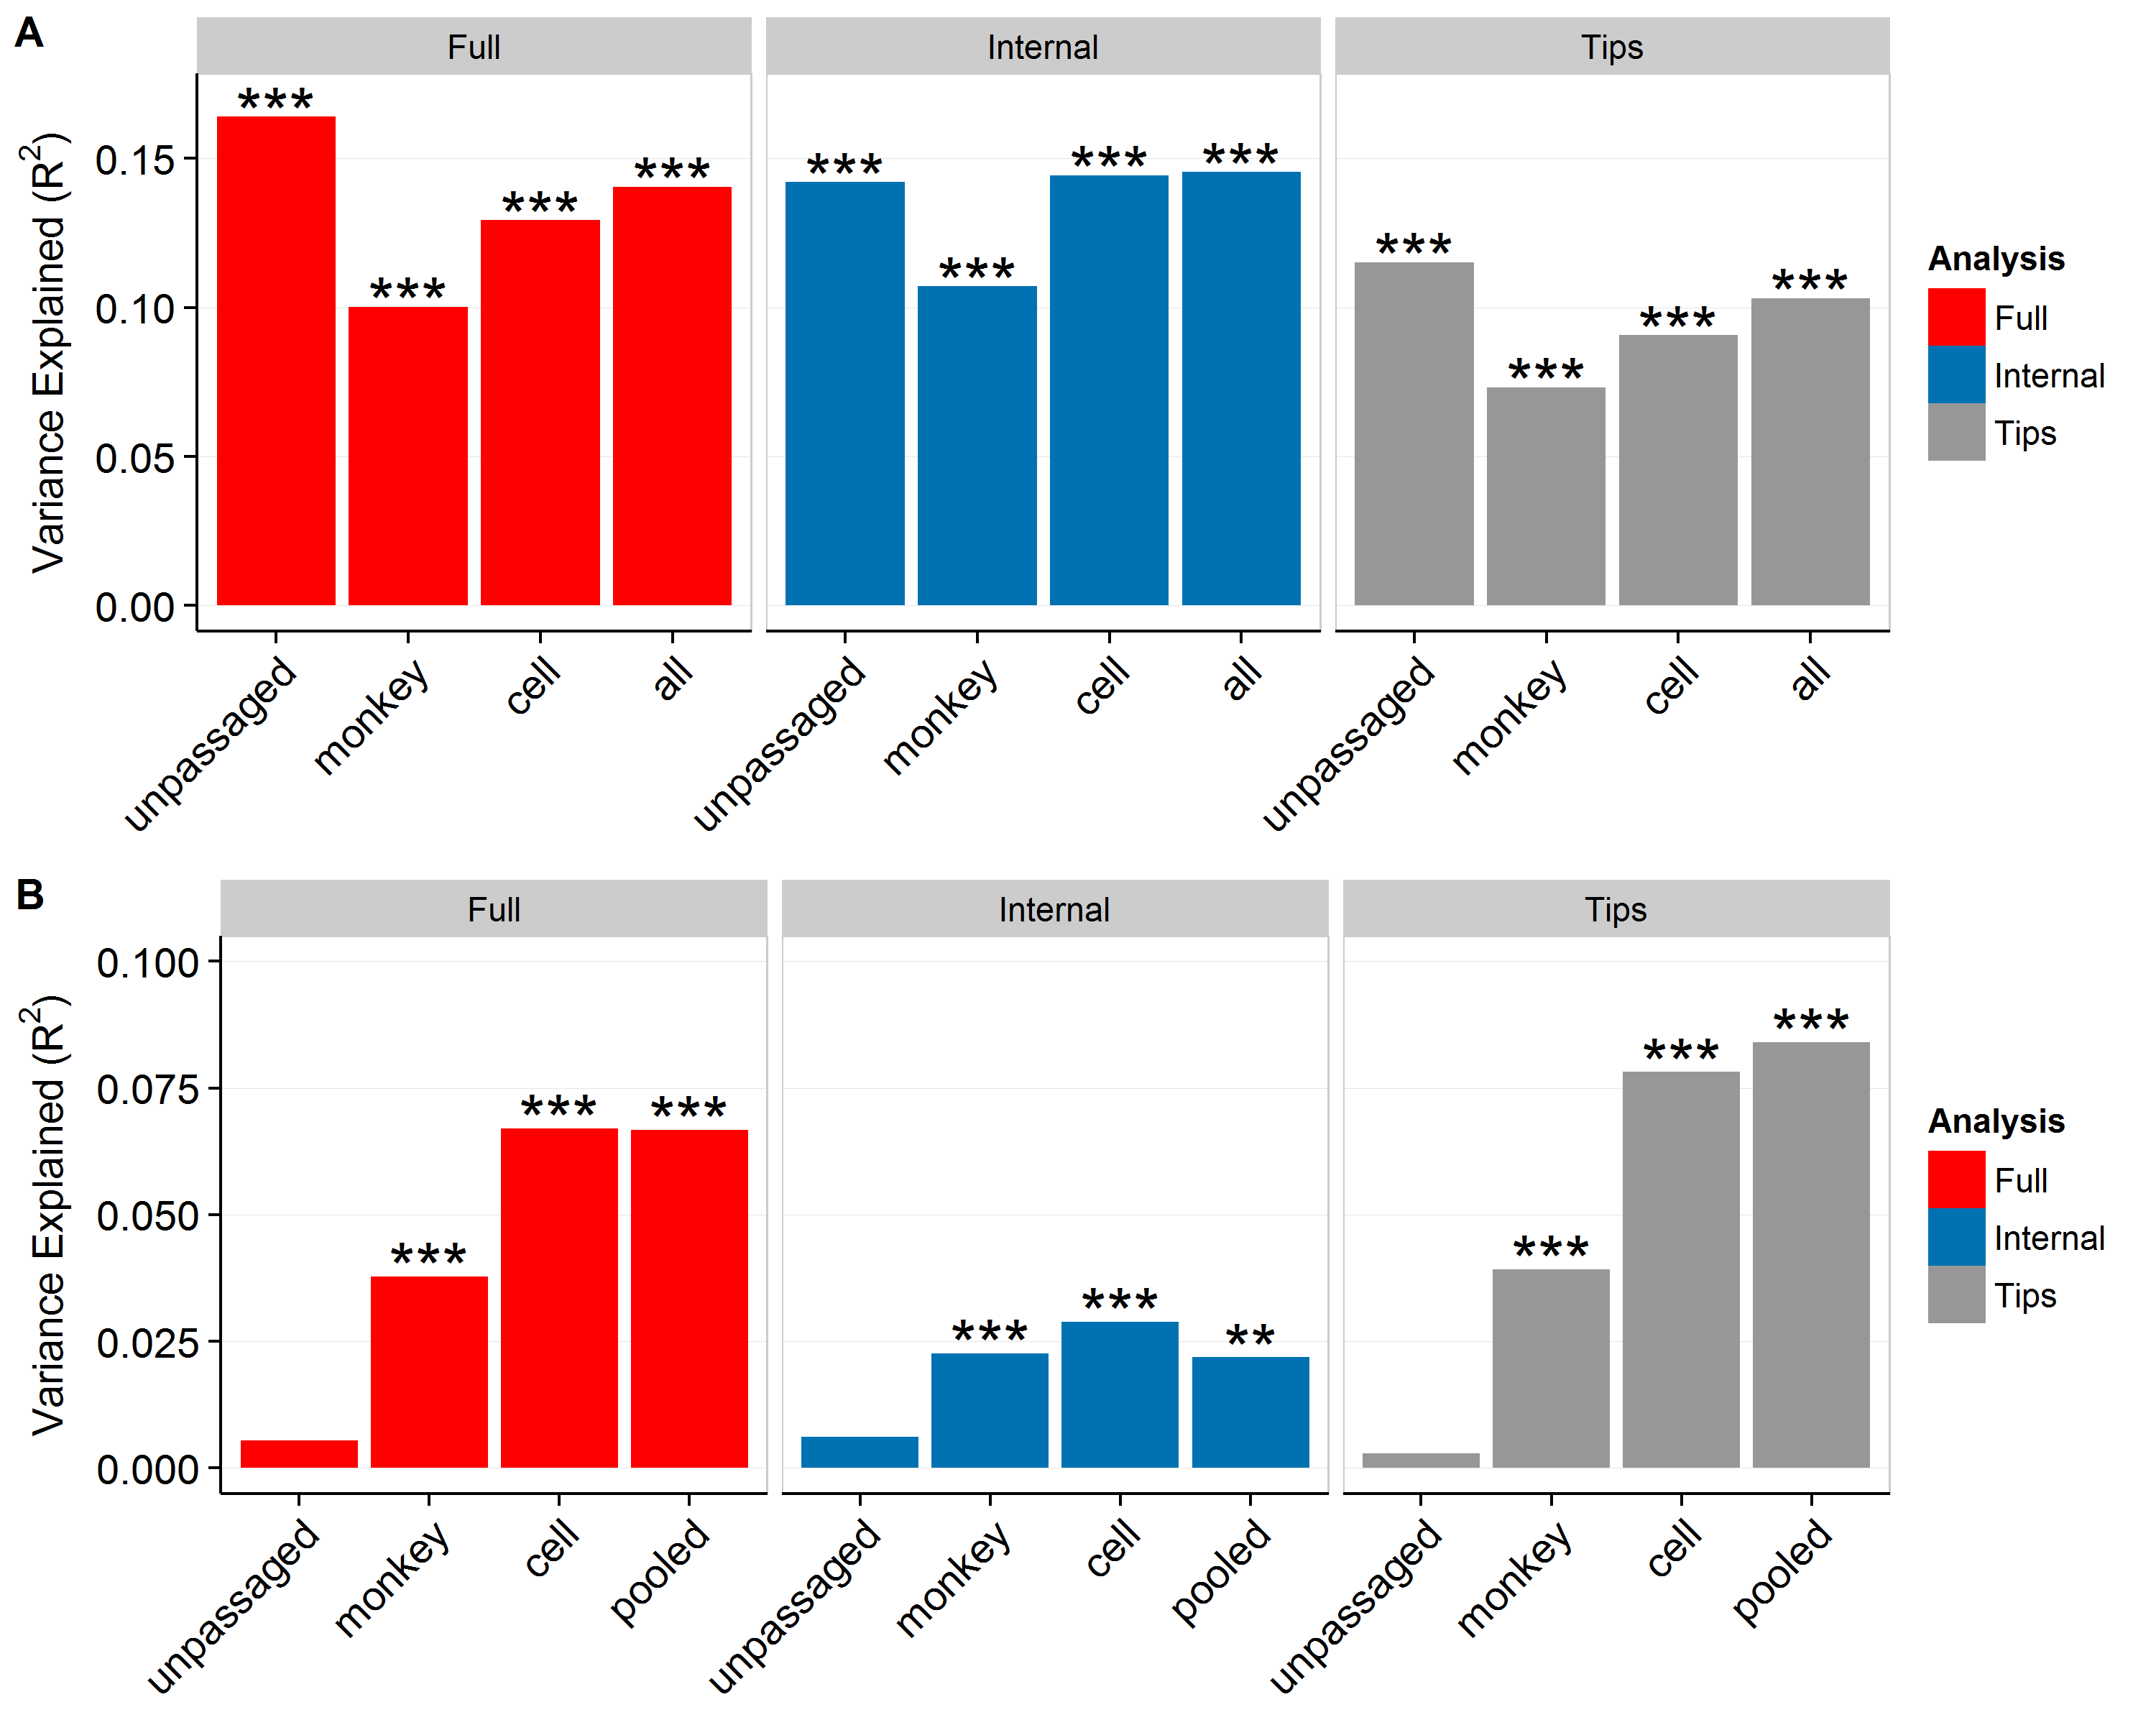 A
Full Internal Tips
*** *** *** ***
*** *** *** ***
*** *** *** ***
Variance Explained (R²)
0.15
0.10
0.05
0.00
unpassaged monkey cell all
unpassaged monkey cell all
unpassaged monkey cell all
Analysis
Full
Internal
Tips
B
Full Internal Tips
*** *** ***
*** *** **
*** *** ***
Variance Explained (R²)
0.100
0.075
0.050
0.025
0.000
unpassaged monkey cell pooled
unpassaged monkey cell pooled
unpassaged monkey cell pooled
Analysis
Full
Internal
Tips